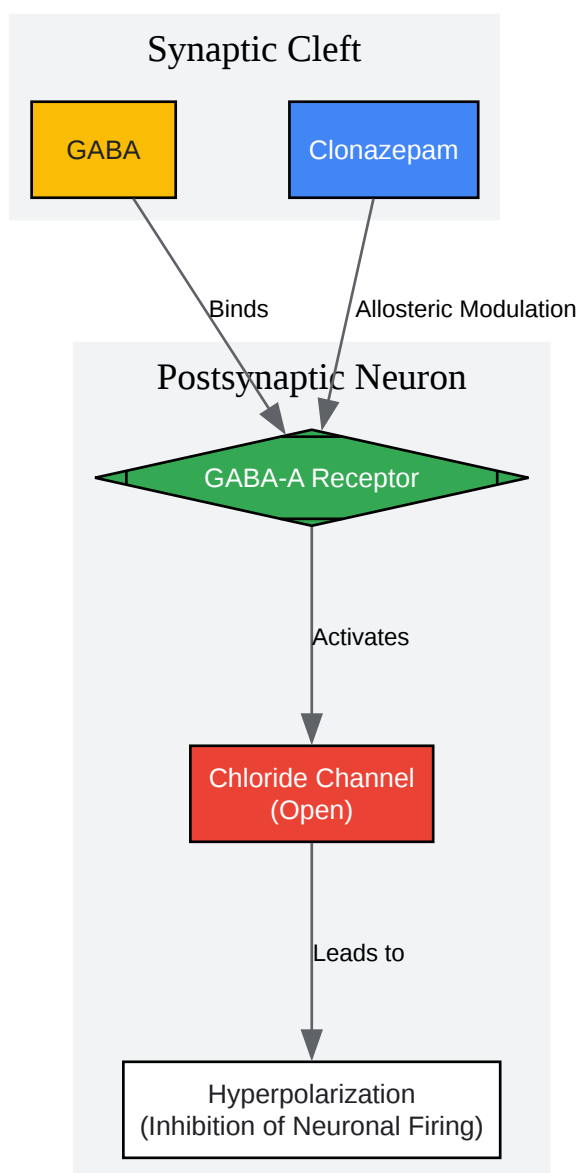 Synaptic Cleft
GABA
Clonazepam
Binds
Allosteric Modulation
Postsynaptic Neuron
GABA-A Receptor
Activates
Chloride Channel
(Open)
Leads to
Hyperpolarization
(Inhibition of Neuronal Firing)